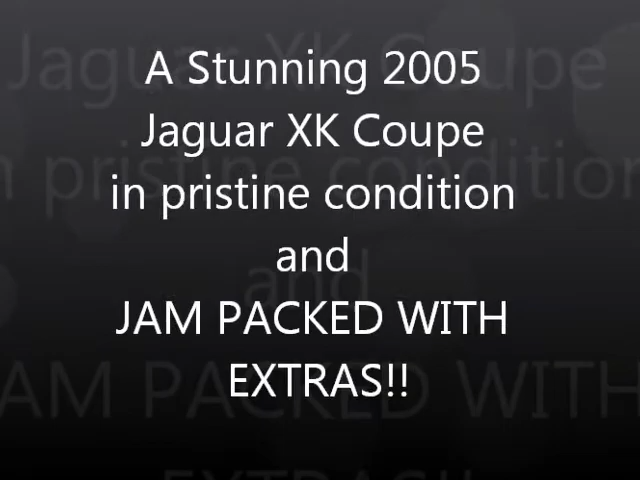 A Stunning 2005
Jaguar XK Coupe
in pristine condition
and
JAM PACKED WITH
EXTRAS!!